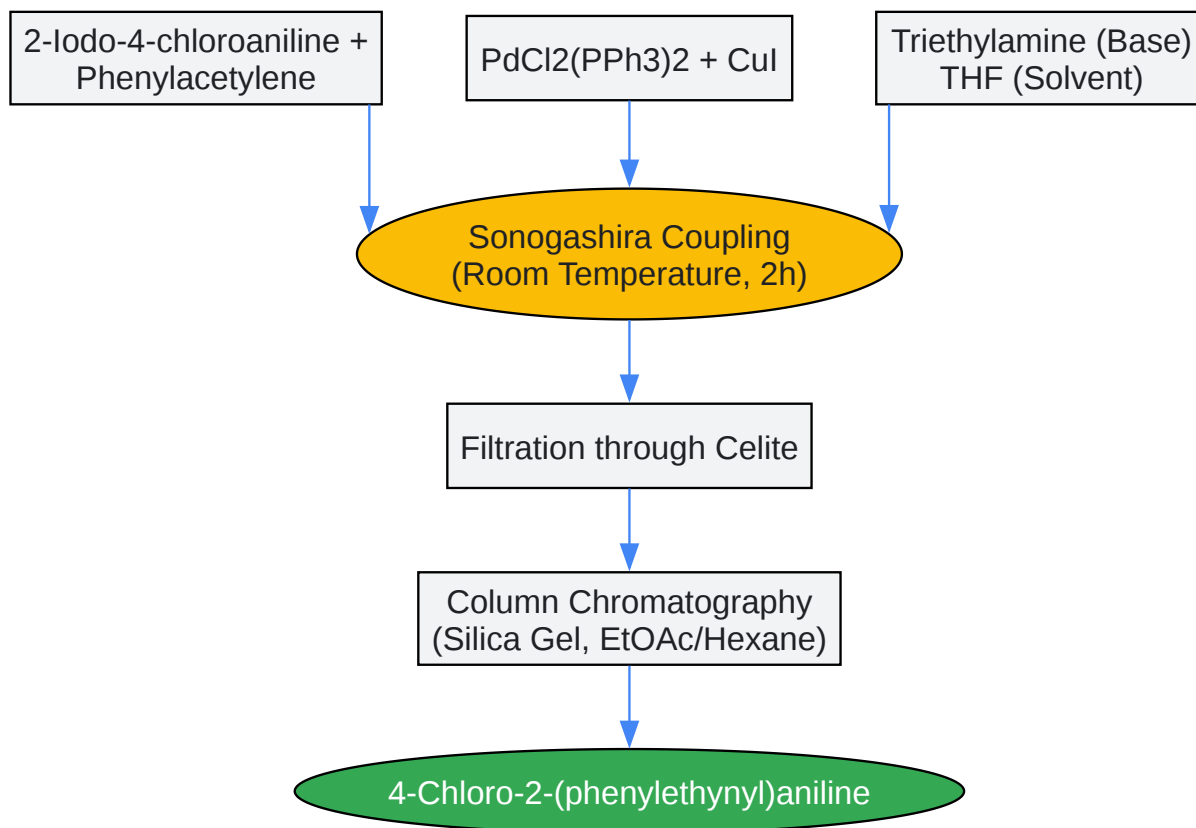 2-Iodo-4-chloroaniline +
Phenylacetylene
PdCl2(PPh3)2 + CuI
Triethylamine (Base)
THF (Solvent)
Sonogashira Coupling
(Room Temperature, 2h)
Filtration through Celite
Column Chromatography
(Silica Gel, EtOAc/Hexane)
4-Chloro-2-(phenylethynyl)aniline